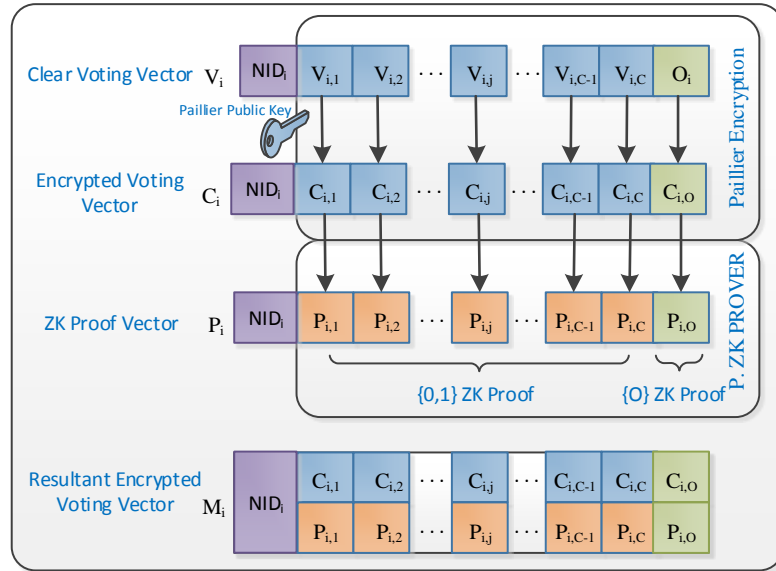 Clear Voting Vector V_i NID_i V_i,1 V_i,2 ··· V_i,j ··· V_i,C-1 V_i,C O_i
Paillier Public Key
Paillier Encryption
Encrypted Voting
Vector
C_i NID_i C_i,1 C_i,2 ··· C_i,j ··· C_i,C-1 C_i,C C_i,O
ZK Proof Vector P_i NID_i P_i,1 P_i,2 ··· P_i,j ··· P_i,C-1 P_i,C P_i,O
P. ZK PROVER
{0,1} ZK Proof {O} ZK Proof
Resultant Encrypted
Voting Vector
M_i NID_i
C_i,1 C_i,2 ··· C_i,j ··· C_i,C-1 C_i,C C_i,O
P_i,1 P_i,2 ··· P_i,j ··· P_i,C-1 P_i,C P_i,O